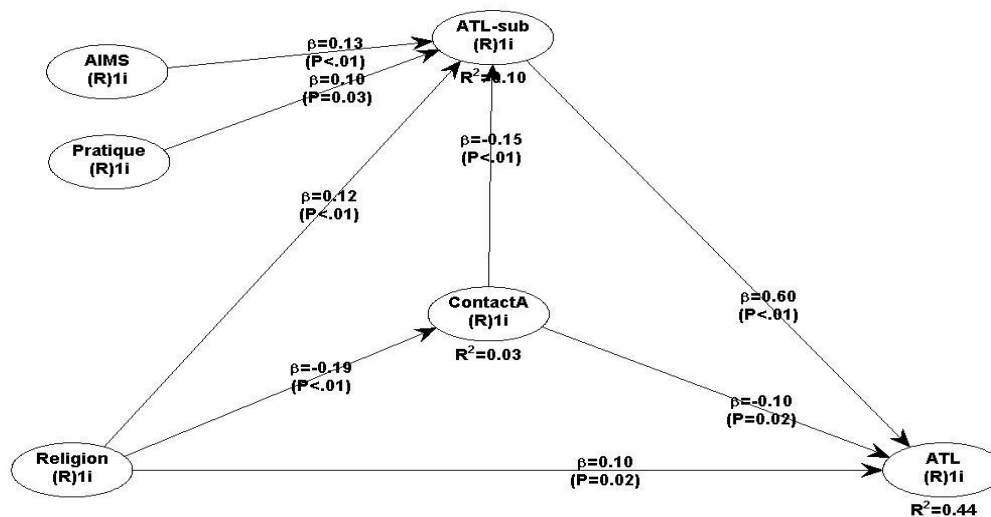 ATL-sub
(R)1i
R²=0.10
β=0.13
(P<.01)
AIMS
(R)1i
β=0.10
(P=0.03)
Pratique
(R)1i
β=-0.15
(P<.01)
β=0.12
(P<.01)
ContactA
(R)1i
R²=0.03
β=0.60
(P<.01)
β=-0.19
(P<.01)
β=-0.10
(P=0.02)
Religion
(R)1i
β=0.10
(P=0.02)
ATL
(R)1i
R²=0.44